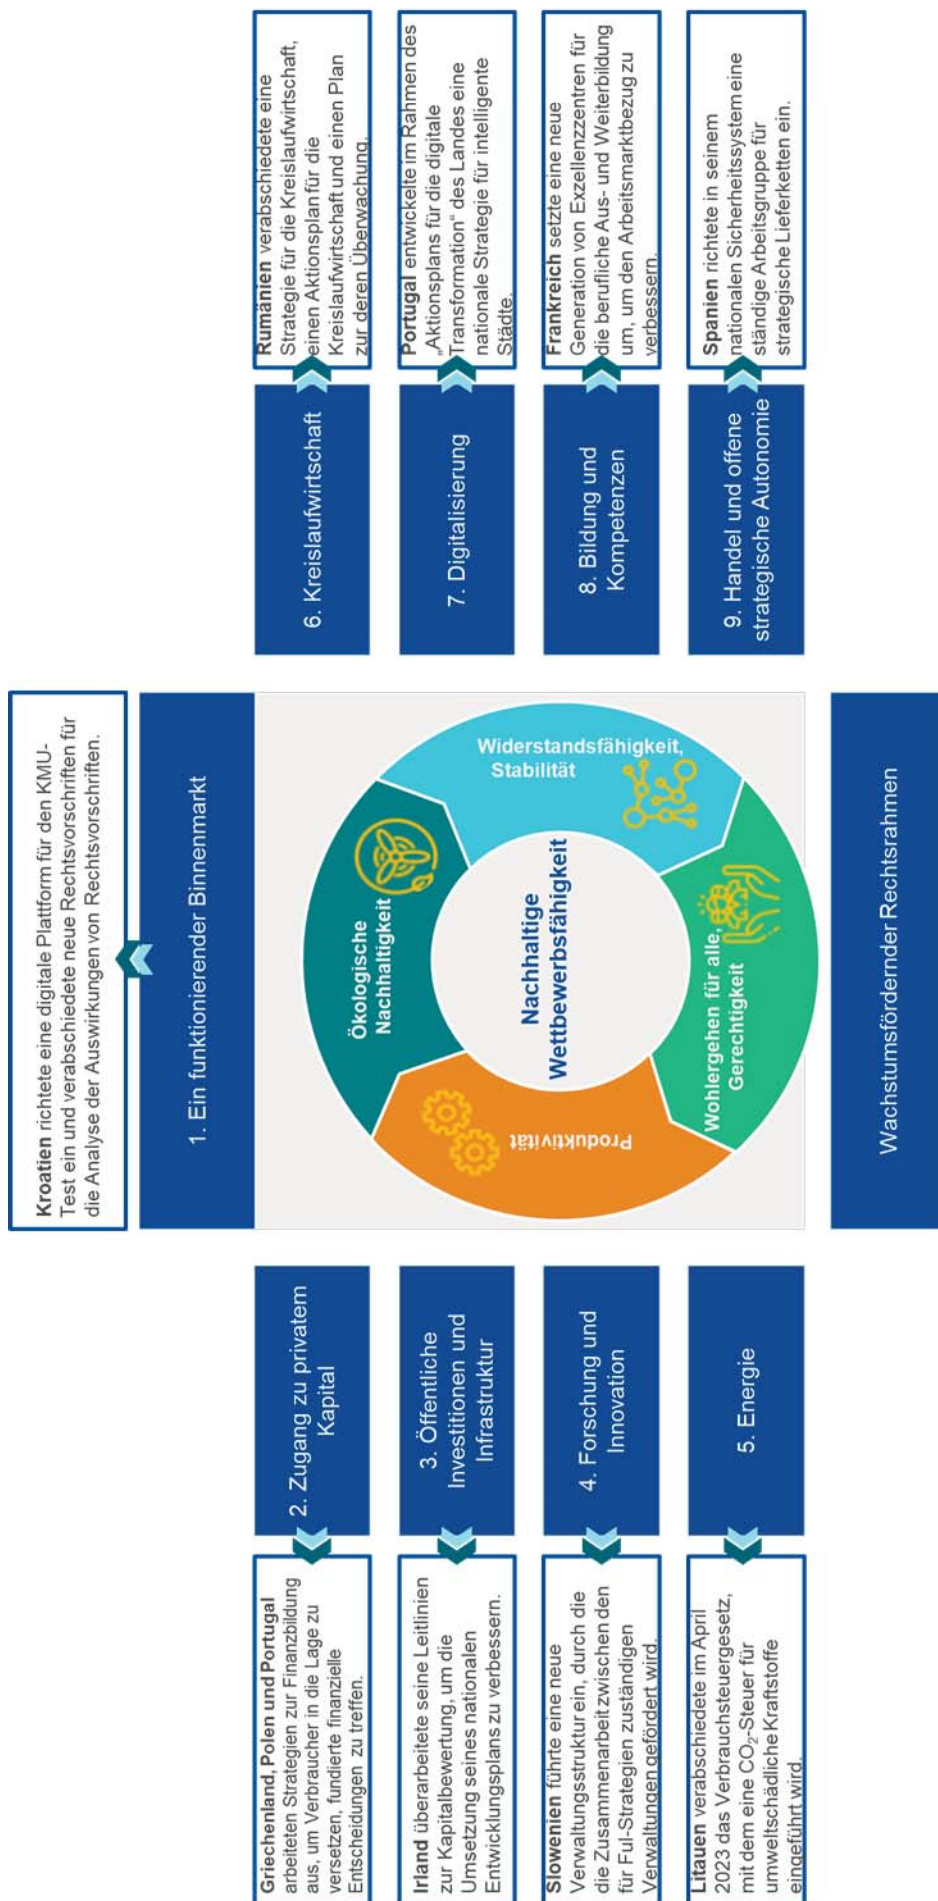 Kroatien richtete eine digitale Plattform für den KMU-
Test ein und verabschiedete neue Rechtsvorschriften für
die Analyse der Auswirkungen von Rechtsvorschriften.
1. Ein funktionierender Binnenmarkt
Griechenland, Polen und Portugal
arbeiteten Strategien zur Finanzbildung
aus, um Verbraucher in die Lage zu
versetzen, fundierte finanzielle
Entscheidungen zu treffen.
2. Zugang zu privatem
Kapital
Irland überarbeitete seine Leitlinien
zur Kapitalbewertung, um die
Umsetzung seines nationalen
Entwicklungsplans zu verbessern.
3. Öffentliche
Investitionen und
Infrastruktur
Slowenien führte eine neue
Verwaltungsstruktur ein, durch die
die Zusammenarbeit zwischen den
für FuI-Strategien zuständigen
Verwaltungen gefördert wird.
4. Forschung und
Innovation
Litauen verabschiedete im April
2023 das Verbrauchsteuergesetz,
mit dem eine CO₂-Steuer für
umweltschädliche Kraftstoffe
eingeführt wird.
5. Energie
Ökologische
Nachhaltigkeit
Widerstandsfähigkeit,
Stabilität
Nachhaltige
Wettbewerbsfähigkeit
Produktivität
Wohlergehen für alle,
Gerechtigkeit
6. Kreislaufwirtschaft
Rumänien verabschiedete eine
Strategie für die Kreislaufwirtschaft,
einen Aktionsplan für die
Kreislaufwirtschaft und einen Plan
zur deren Überwachung.
7. Digitalisierung
Portugal entwickelte im Rahmen des
„Aktionsplans für die digitale
Transformation“ des Landes eine
nationale Strategie für intelligente
Städte.
8. Bildung und
Kompetenzen
Frankreich setzte eine neue
Generation von Exzellenzzentren für
die berufliche Aus- und Weiterbildung
um, um den Arbeitsmarktbezug zu
verbessern.
9. Handel und offene
strategische Autonomie
Spanien richtete in seinem
nationalen Sicherheitssystem eine
ständige Arbeitsgruppe für
strategische Lieferketten ein.
Wachstumsfördernder Rechtsrahmen